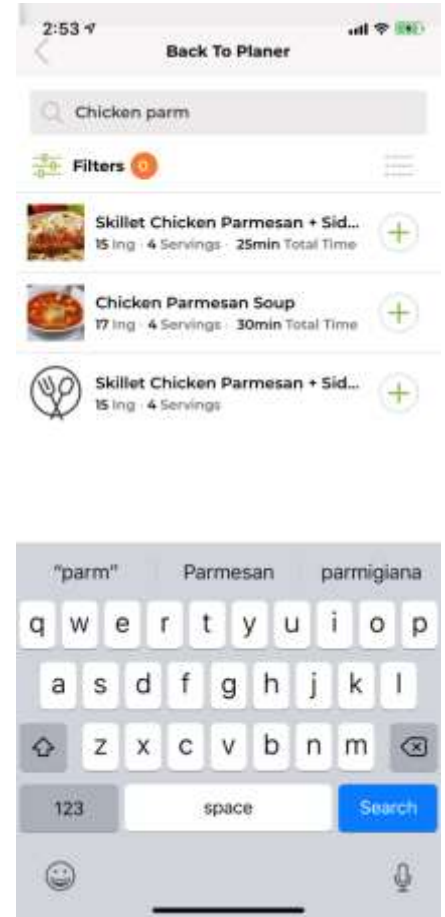 2:53
Back To Planer
Chicken parm
Filters 0
Skillet Chicken Parmesan + Sid...
15 Ing · 4 Servings · 25min Total Time
Chicken Parmesan Soup
17 Ing · 4 Servings · 30min Total Time
Skillet Chicken Parmesan + Sid...
15 Ing · 4 Servings
"parm" Parmesan parmigiana
q w e r t y u i o p
a s d f g h j k l
z x c v b n m
123 space Search